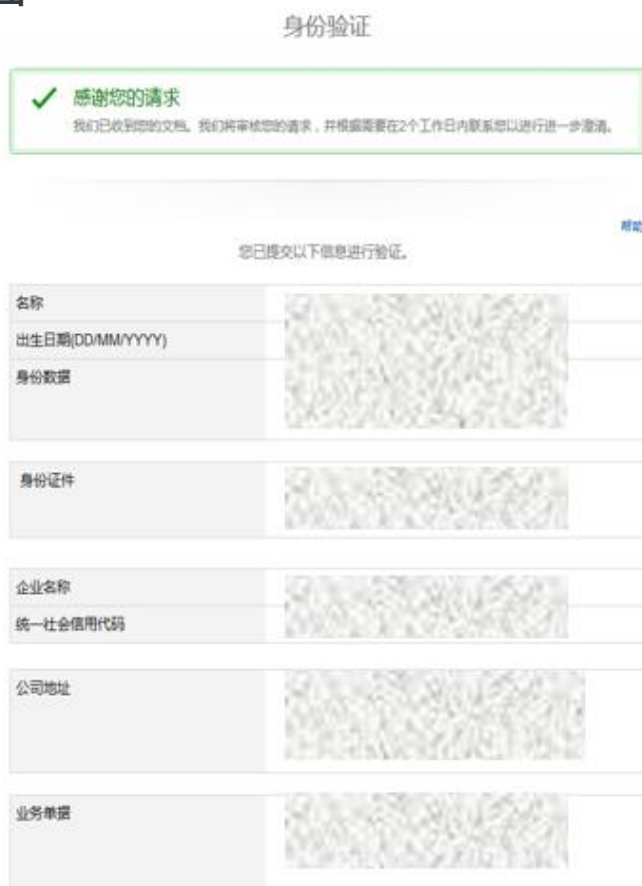 身份验证
感谢您的请求
我们已收到您的文档。我们将审核您的请求，并根据需要在2个工作日内联系您以进行进一步澄清。
帮助
您已提交以下信息进行验证。
名称
出生日期(DD/MM/YYYY)
身份数据
身份证件
企业名称
统一社会信用代码
公司地址
业务单据